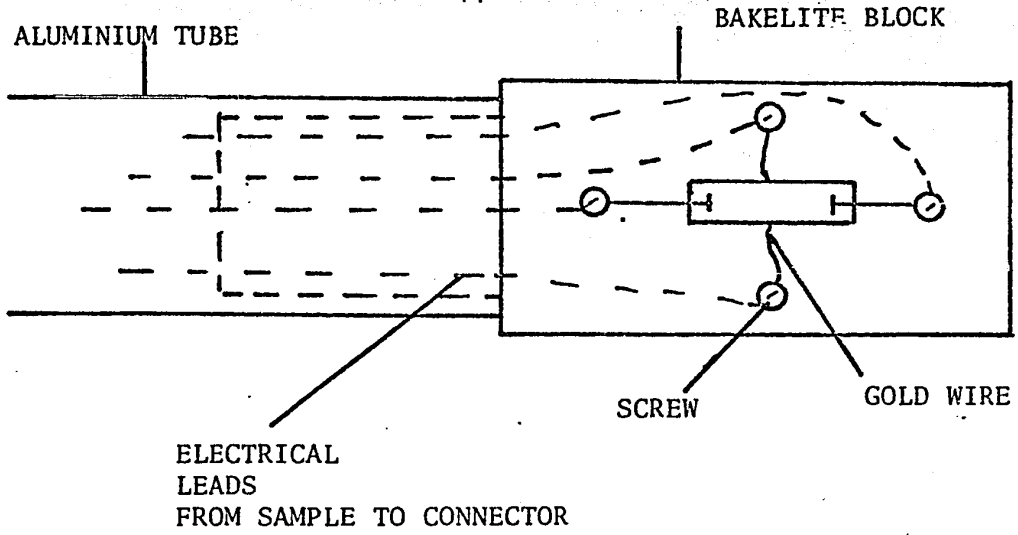 BAKELITE BLOCK
ALUMINIUM TUBE
SCREW
GOLD WIRE
ELECTRICAL
LEADS
FROM SAMPLE TO CONNECTOR